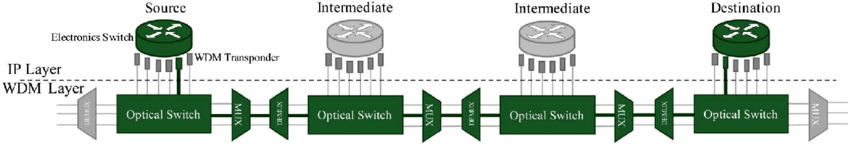 Source
Intermediate
Intermediate
Destination
Electronics Switch
WDM Transponder
IP Layer
WDM Layer
DEMUX
Optical Switch
MUX
DEMUX
Optical Switch
MUX
DEMUX
Optical Switch
MUX
DEMUX
Optical Switch
MUX